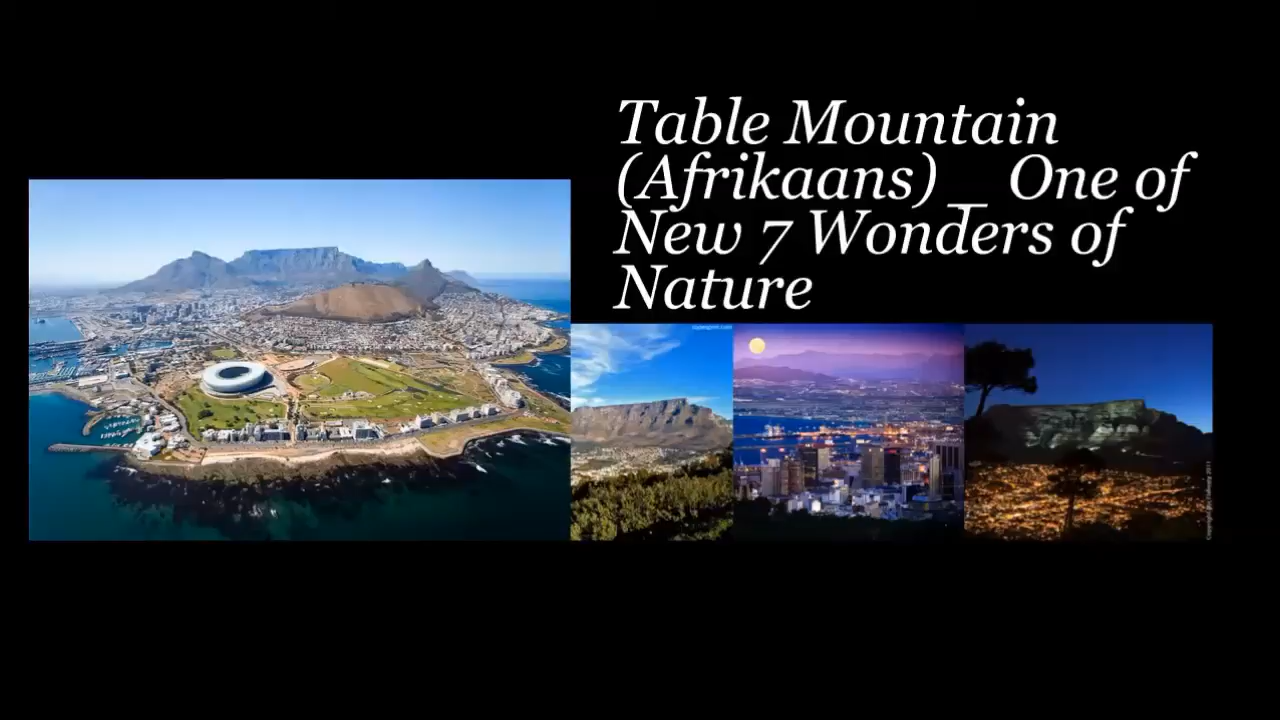 Table Mountain
(Afrikaans) _ One of
New 7 Wonders of
Nature